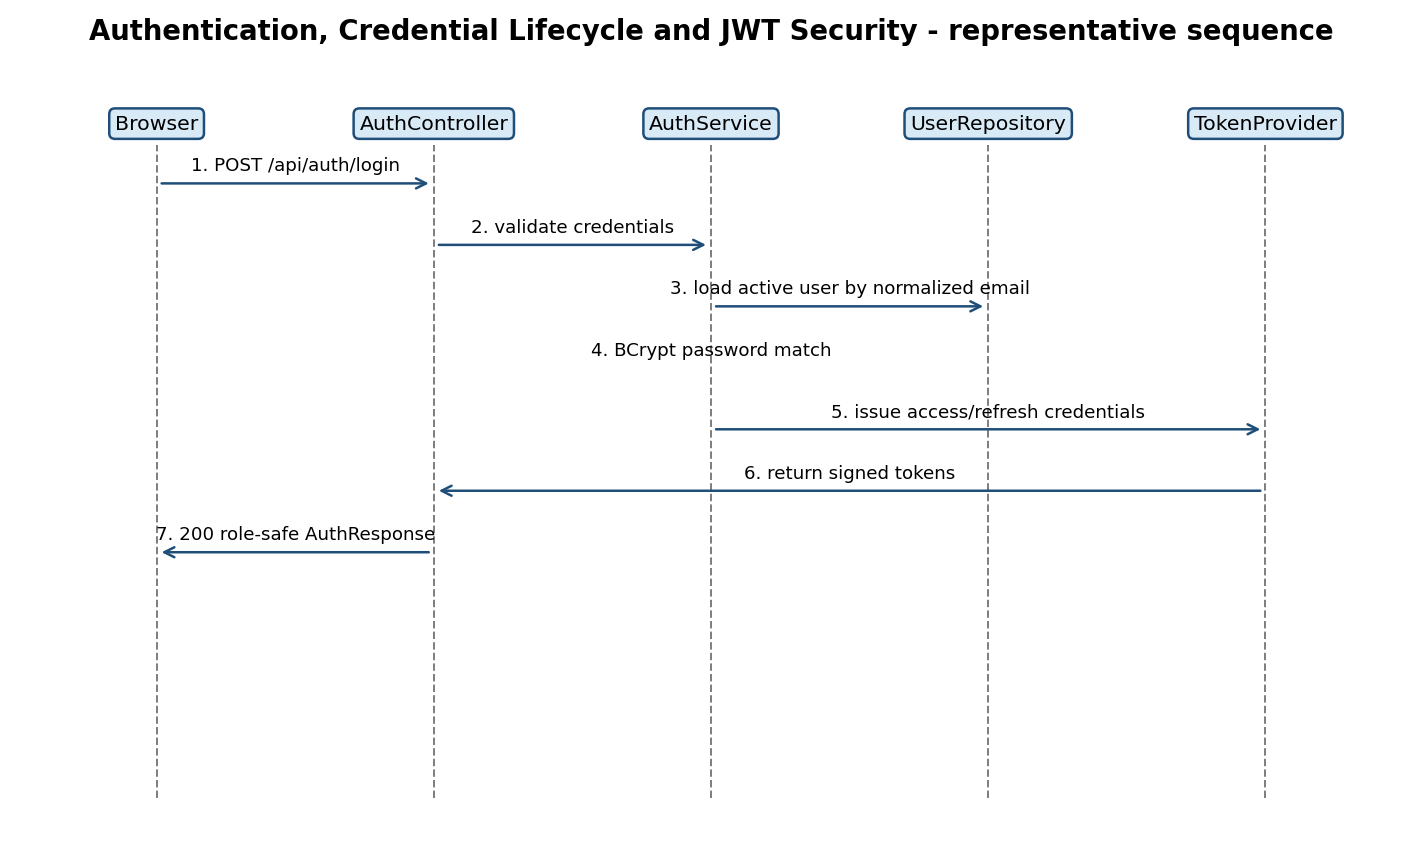 Authentication, Credential Lifecycle and JWT Security - representative sequence
Browser
AuthController
AuthService
UserRepository
TokenProvider
1. POST /api/auth/login
2. validate credentials
3. load active user by normalized email
4. BCrypt password match
5. issue access/refresh credentials
6. return signed tokens
7. 200 role-safe AuthResponse